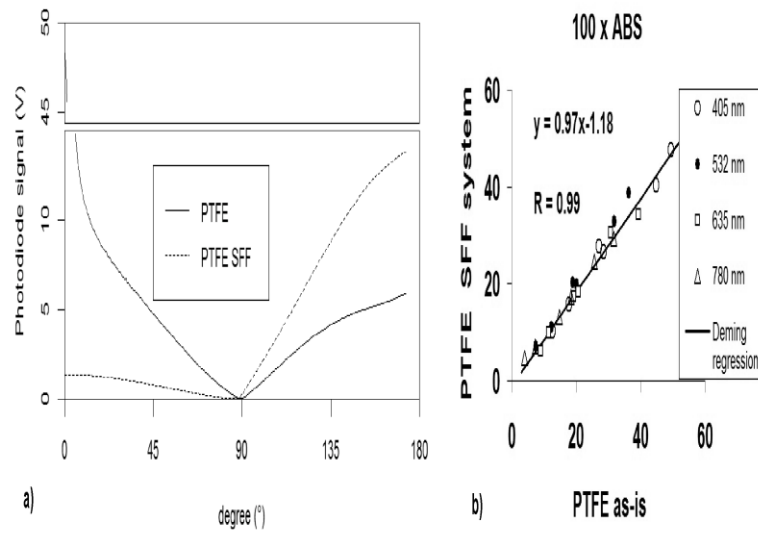 50
45
10
5
0
Photodiode signal (V)
PTFE
PTFE SFF
0 45 90 135 180
degree (°)
a)
100 x ABS
60
40
20
0
PTFE SFF system
y = 0.97x-1.18
R = 0.99
405 nm
532 nm
635 nm
780 nm
Deming
regression
0 20 40 60
b)
PTFE as-is